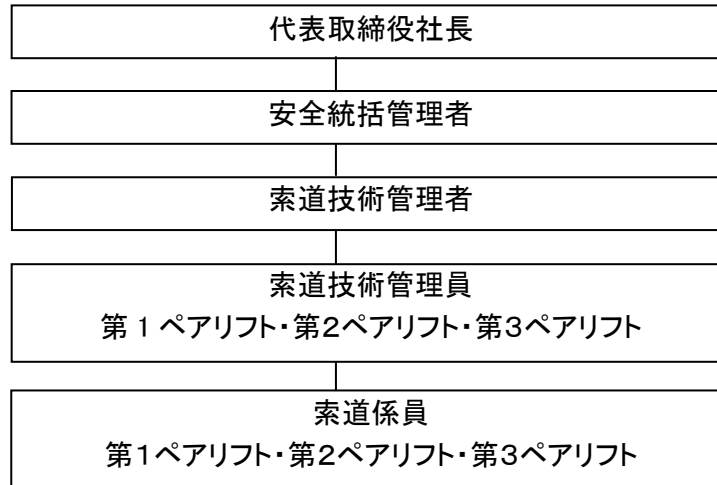 代表取締役社長
安全統括管理者
索道技術管理者
索道技術管理員
第1ペアリフト・第2ペアリフト・第3ペアリフト
索道係員
第1ペアリフト・第2ペアリフト・第3ペアリフト